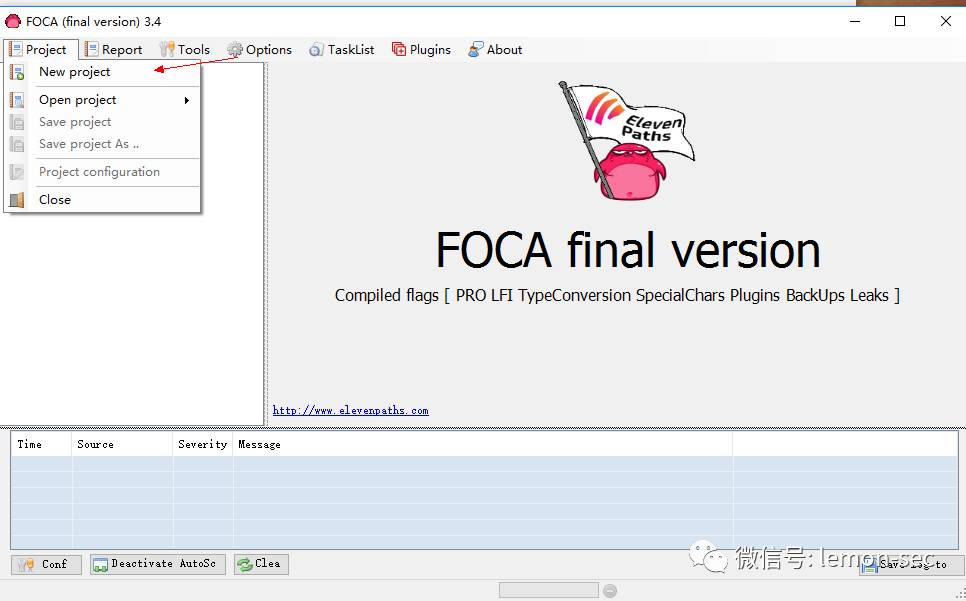 FOCA (final version) 3.4
Project Report Tools Options TaskList Plugins About
New project
Open project
Save project
Save project As ..
Project configuration
Close
Eleven
Paths
FOCA final version
Compiled flags [ PRO LFI TypeConversion SpecialChars Plugins BackUps Leaks ]
http://www.elevenpaths.com
Time Source Severity Message
Conf Deactivate AutoSc Clea Save log to
微信号: lemon-sec